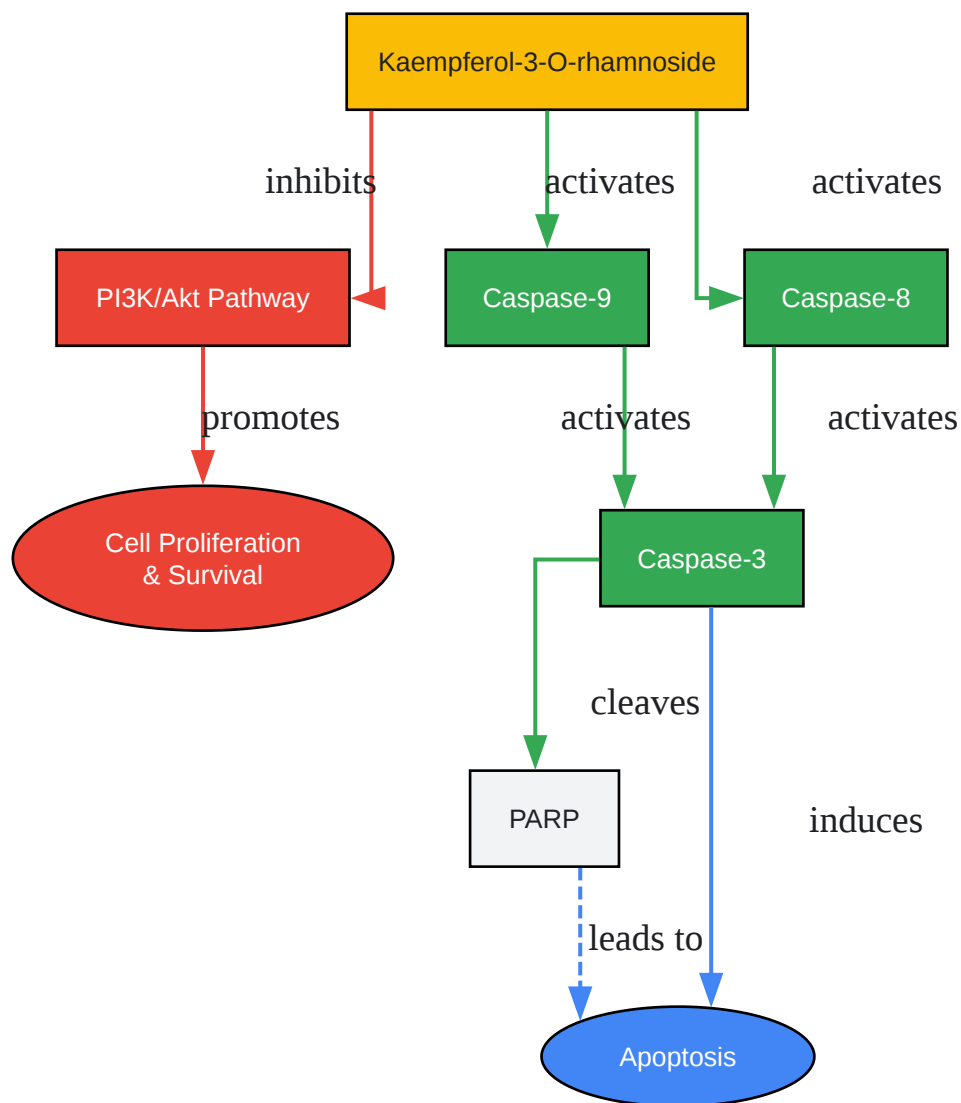 Kaempferol-3-O-rhamnoside
inhibits
activates
activates
PI3K/Akt Pathway
Caspase-9
Caspase-8
promotes
activates
activates
Cell Proliferation
& Survival
Caspase-3
cleaves
PARP
induces
leads to
Apoptosis